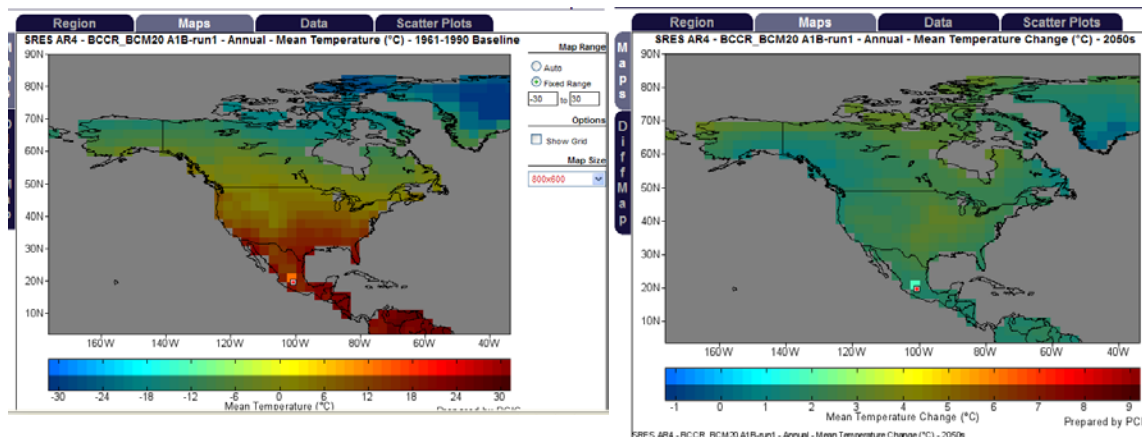 Region Maps Data Scatter Plots
SRES AR4 - BCCR_BCM20 A1B-run1 - Annual - Mean Temperature (°C) - 1961-1990 Baseline
Map Range
Auto
Fixed Range
-30 to 30
Options
Show Grid
Map Size
800x600
90N
80N
70N
60N
50N
40N
30N
20N
10N
160W 140W 120W 100W 80W 60W 40W
-30 -24 -18 -12 -6 0 6 12 18 24 30
Mean Temperature (°C)
Region Maps Data Scatter Plots
SRES AR4 - BCCR_BCM20 A1B-run1 - Annual - Mean Temperature Change (°C) - 2050s
Maps
Diff Map
90N
80N
70N
60N
50N
40N
30N
20N
10N
160W 140W 120W 100W 80W 60W 40W
-1 0 1 2 3 4 5 6 7 8 9
Mean Temperature Change (°C)
Prepared by PC
SRES AR4 - BCCR_BCM20 A1B-run1 - Annual - Mean Temperature Change (°C) - 2050s